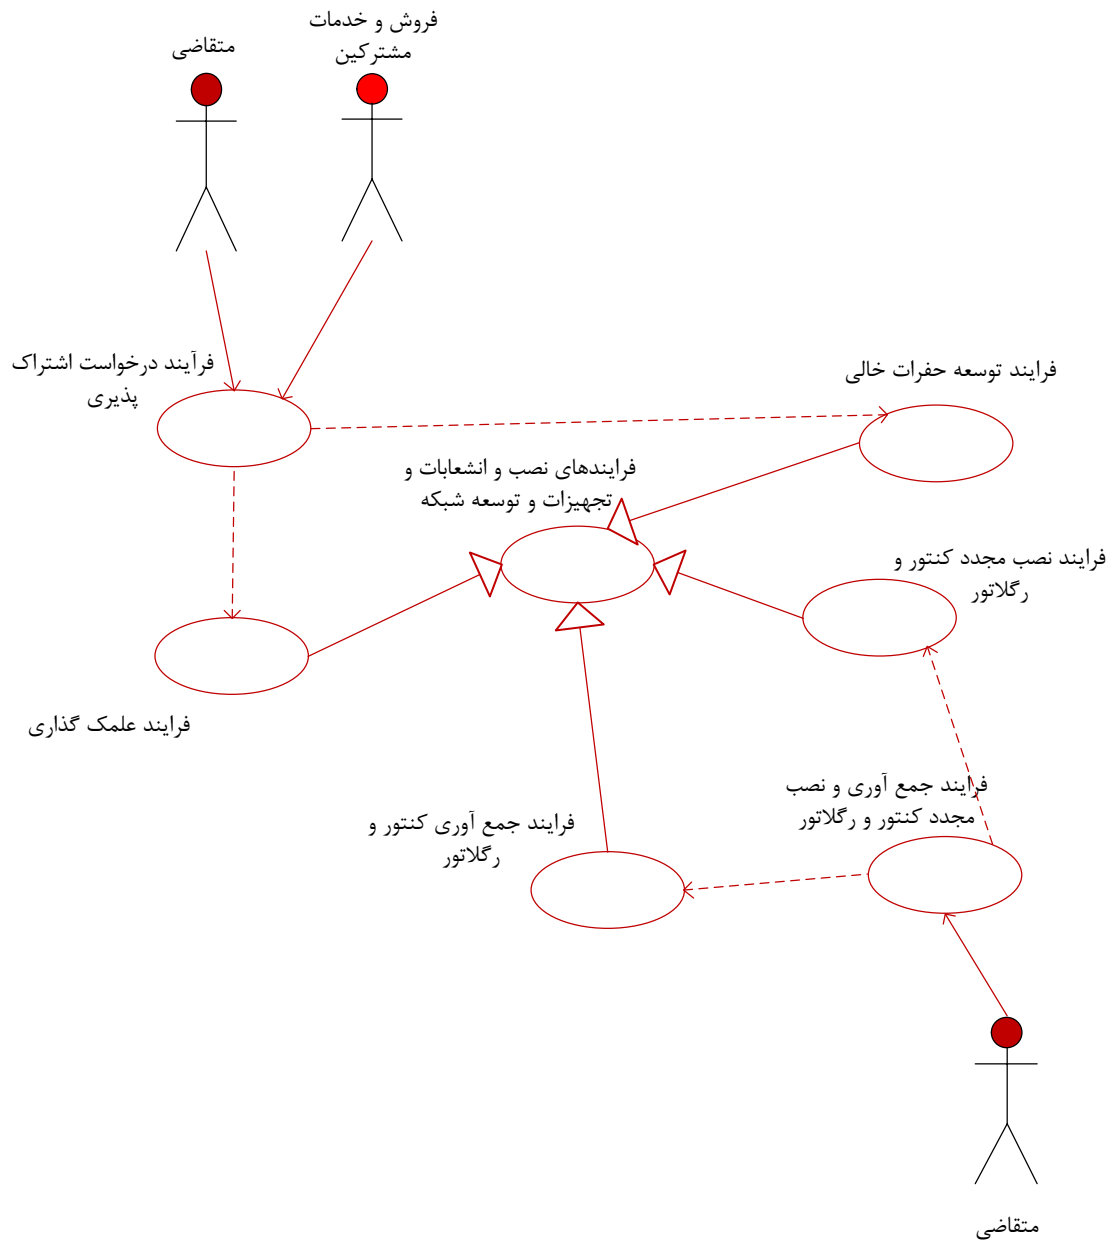 فروش و خدمات
مشترکین
متقاضی
فرآیند درخواست اشتراک
پذیری
فرایند توسعه حفرات خالی
فرایندهای نصب و انشعابات و
تجهیزات و توسعه شبکه
فرایند نصب مجدد کنتور و
رگلاتور
فرایند علمک گذاری
فرایند جمع آوری و نصب
مجدد کنتور و رگلاتور
فرایند جمع آوری کنتور و
رگلاتور
متقاضی